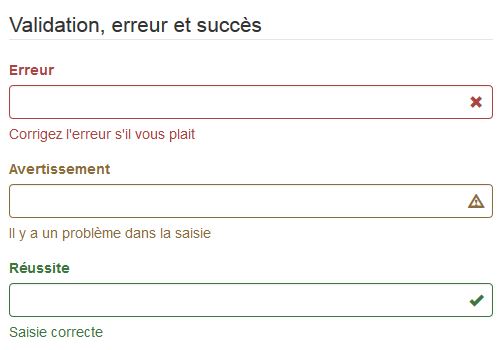 Validation, erreur et succès
Erreur
Corrigez l'erreur s'il vous plait
Avertissement
Il y a un problème dans la saisie
Réussite
Saisie correcte